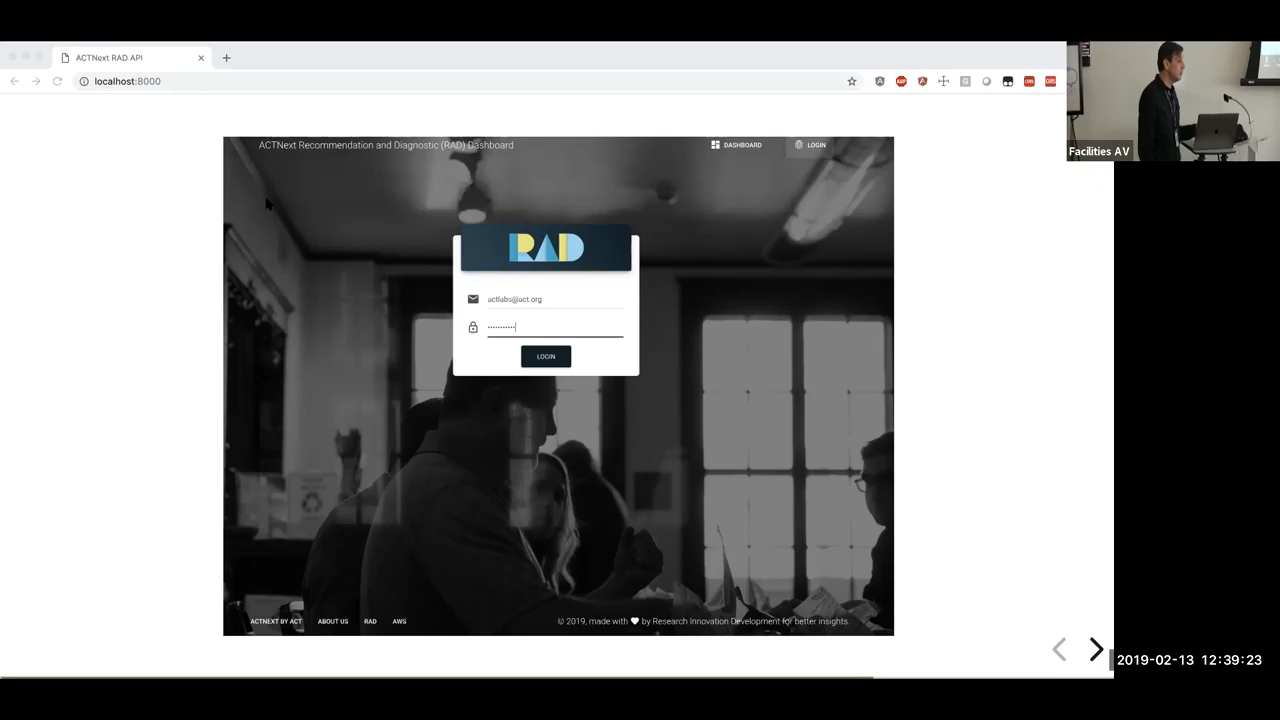 ACTNext RAD API
localhost:8000
Facilities AV
ACTNext Recommendation and Diagnostic (RAD) Dashboard
DASHBOARD
LOGIN
RAD
actlabs@act.org
LOGIN
ACTNEXT BY ACT
ABOUT US
RAD
AWS
© 2019, made with ♥ by Research Innovation Development for better insights.
2019-02-13 12:39:23